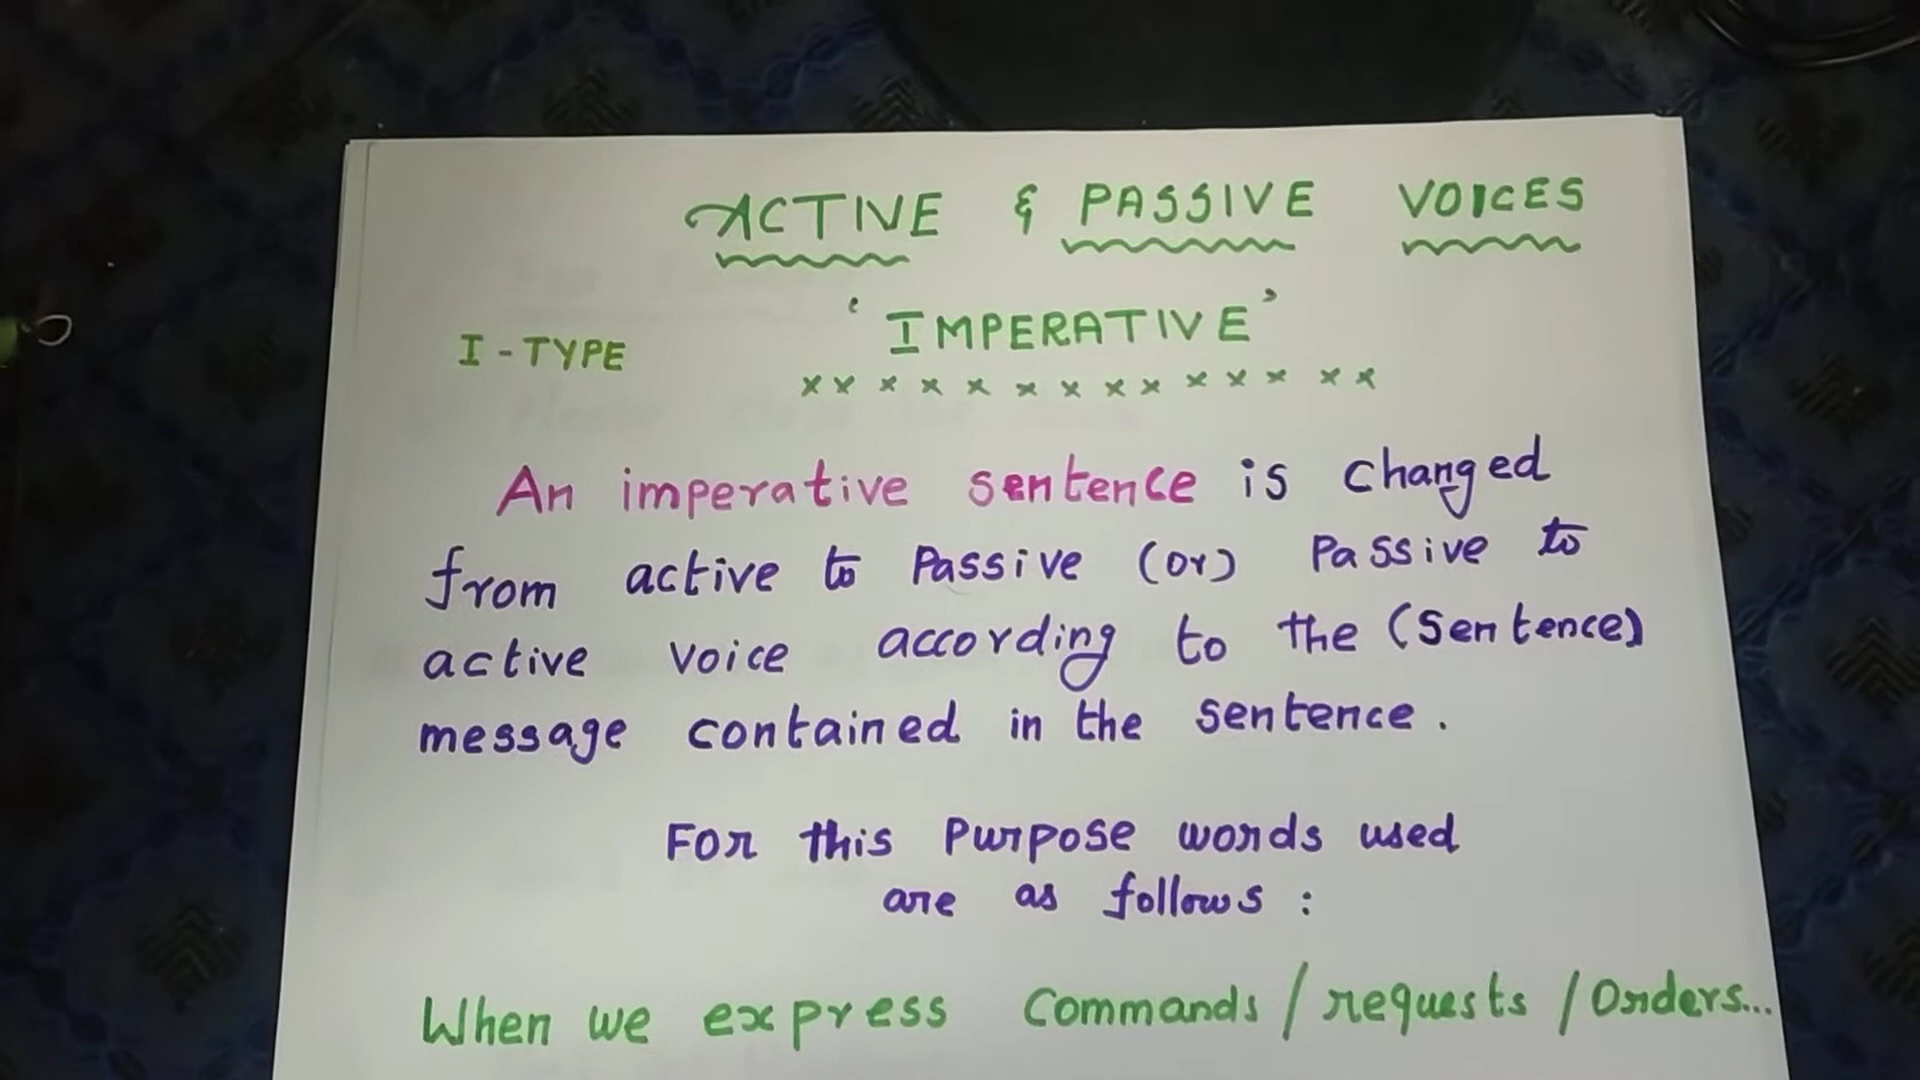 ACTIVE & PASSIVE VOICES
I - TYPE 'IMPERATIVE'
x x x x x x x x x x x x x x
An imperative sentence is changed
from active to Passive (or) Passive to
active voice according to the (Sentence)
message contained in the sentence.
For this Purpose words used
are as follows :
When we express Commands / requests / Orders...